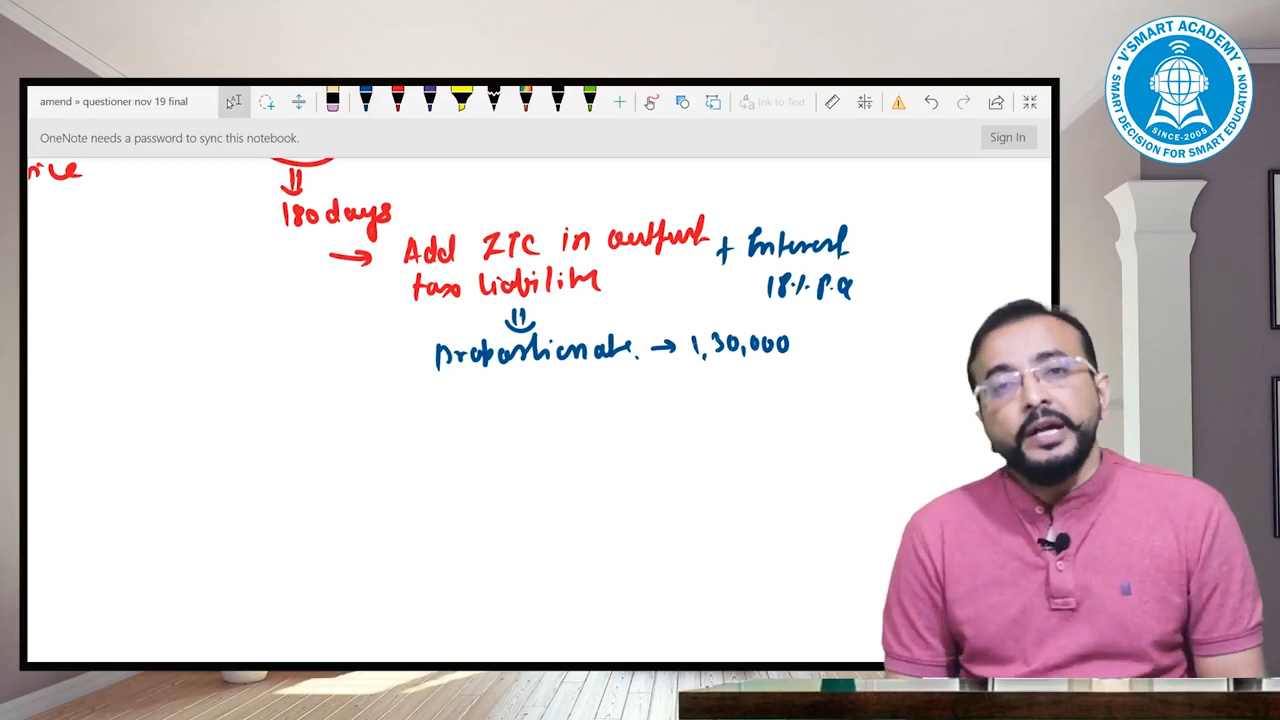 V'SMART ACADEMY
SMART DECISION FOR SMART EDUCATION
SINCE-2005
amend » questioner nov 19 final
Ink to Text
OneNote needs a password to sync this notebook.
Sign In
180 days
→ Add ITC in output + Interest
tax liability 18% P.a
proportionate. → 1,30,000